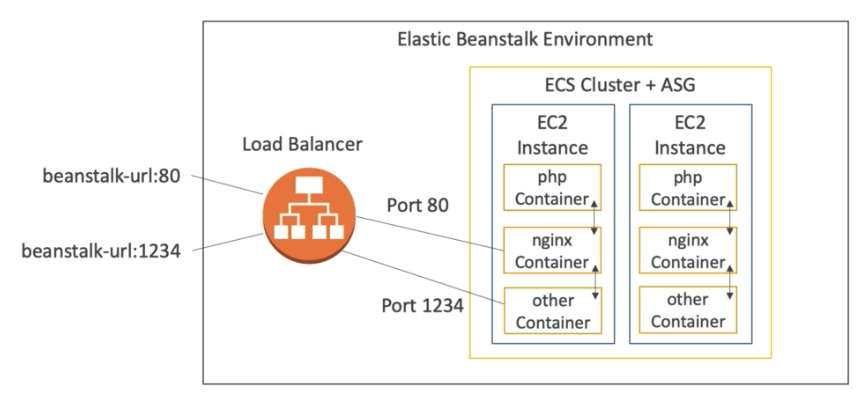 Elastic Beanstalk Environment
ECS Cluster + ASG
EC2
Instance
EC2
Instance
Load Balancer
beanstalk-url:80
beanstalk-url:1234
Port 80
Port 1234
php
Container
nginx
Container
other
Container
php
Container
nginx
Container
other
Container